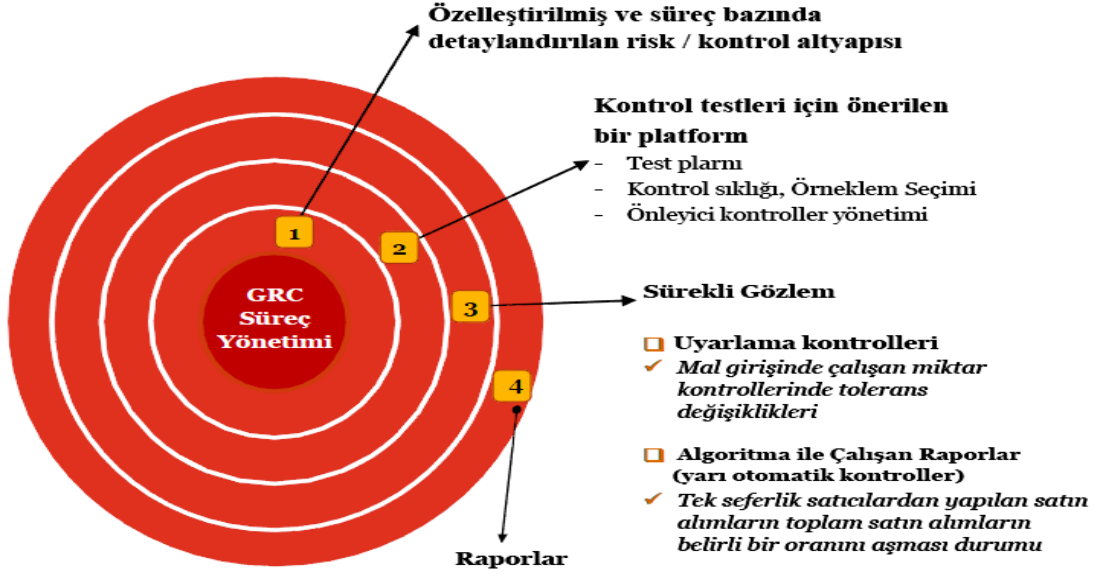 Özelleştirilmiş ve süreç bazında
detaylandırılan risk / kontrol altyapısı
Kontrol testleri için önerilen
bir platform
- Test plarnı
- Kontrol sıklığı, Örneklem Seçimi
- Önleyici kontroller yönetimi
1
2
GRC
Süreç
Yönetimi
3
Sürekli Gözlem
Uyarlama kontrolleri
Mal girişinde çalışan miktar
kontrollerinde tolerans
değişiklikleri
4
Algoritma ile Çalışan Raporlar
(yarı otomatik kontroller)
Tek seferlik satıcılardan yapılan satın
alımların toplam satın alımların
belirli bir oranını aşması durumu
Raporlar